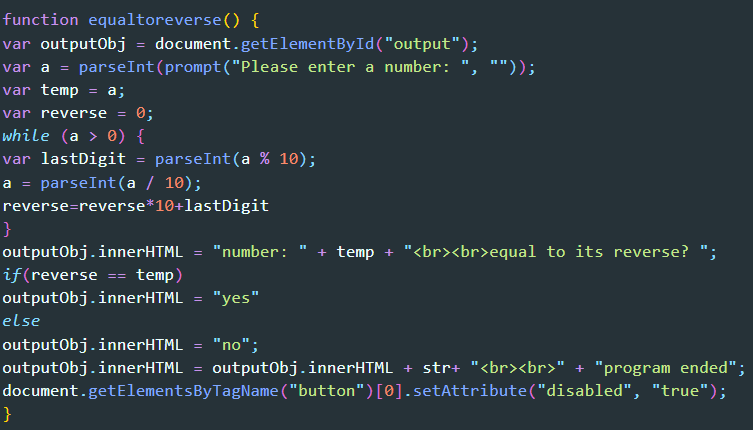 function equaltoreverse() {
var outputObj = document.getElementById("output");
var a = parseInt(prompt("Please enter a number: ", ""));
var temp = a;
var reverse = 0;
while (a > 0) {
var lastDigit = parseInt(a % 10);
a = parseInt(a / 10);
reverse=reverse*10+lastDigit
}
outputObj.innerHTML = "number: " + temp + "<br><br>equal to its reverse? ";
if(reverse == temp)
outputObj.innerHTML = "yes"
else
outputObj.innerHTML = "no";
outputObj.innerHTML = outputObj.innerHTML + str+ "<br><br>" + "program ended";
document.getElementsByTagName("button")[0].setAttribute("disabled", "true");
}